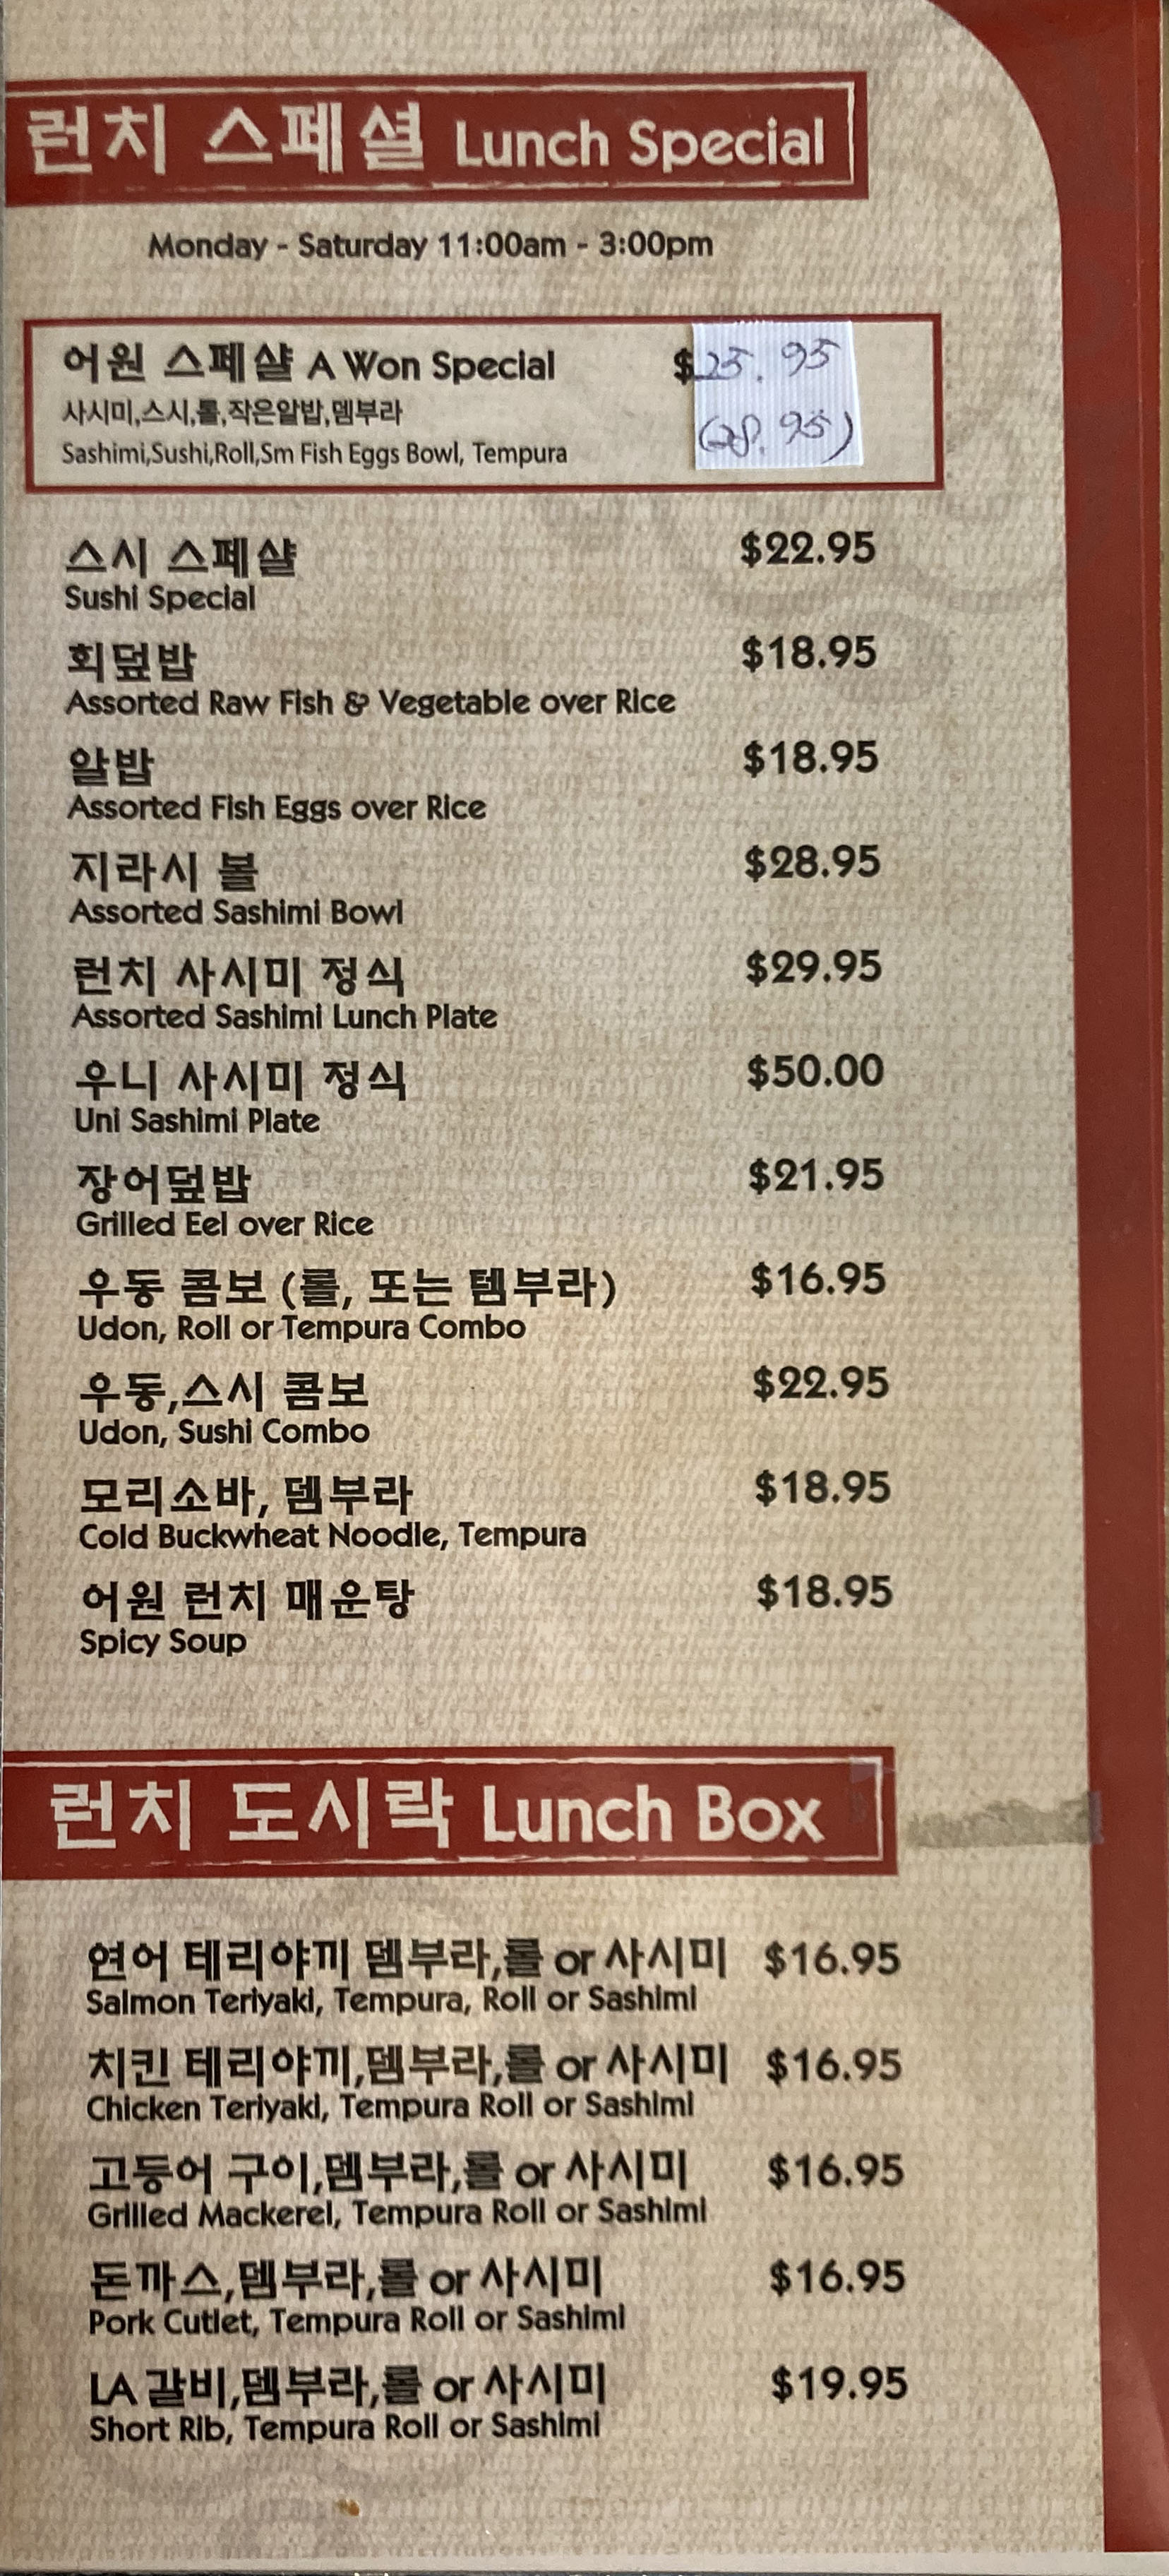 런치 스페셜 Lunch Special
Monday - Saturday 11:00am - 3:00pm
어원 스페샬 A Won Special $25.95
사시미,스시,롤,작은알밥,뎀부라 (28.95)
Sashimi,Sushi,Roll,Sm Fish Eggs Bowl, Tempura
스시 스페샬 $22.95
Sushi Special
회덮밥 $18.95
Assorted Raw Fish & Vegetable over Rice
알밥 $18.95
Assorted Fish Eggs over Rice
지라시 볼 $28.95
Assorted Sashimi Bowl
런치 사시미 정식 $29.95
Assorted Sashimi Lunch Plate
우니 사시미 정식 $50.00
Uni Sashimi Plate
장어덮밥 $21.95
Grilled Eel over Rice
우동 콤보 (롤, 또는 템부라) $16.95
Udon, Roll or Tempura Combo
우동,스시 콤보 $22.95
Udon, Sushi Combo
모리소바, 뎀부라 $18.95
Cold Buckwheat Noodle, Tempura
어원 런치 매운탕 $18.95
Spicy Soup
런치 도시락 Lunch Box
연어 테리야끼 뎀부라,롤 or 사시미 $16.95
Salmon Teriyaki, Tempura, Roll or Sashimi
치킨 테리야끼,뎀부라,롤 or 사시미 $16.95
Chicken Teriyaki, Tempura Roll or Sashimi
고등어 구이,뎀부라,롤 or 사시미 $16.95
Grilled Mackerel, Tempura Roll or Sashimi
돈까스,뎀부라,롤 or 사시미 $16.95
Pork Cutlet, Tempura Roll or Sashimi
LA 갈비,뎀부라,롤 or 사시미 $19.95
Short Rib, Tempura Roll or Sashimi